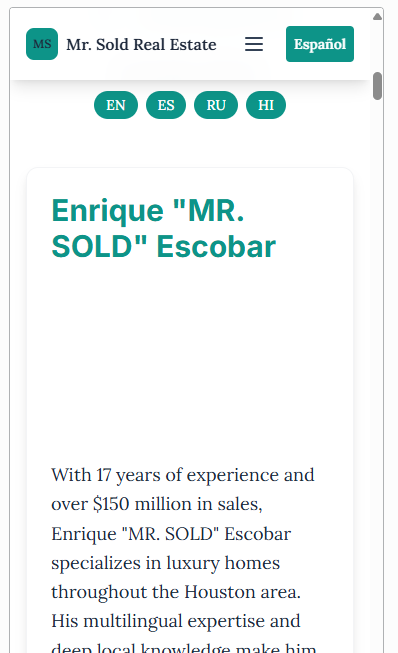 MS Mr. Sold Real Estate Español
EN ES RU HI
Enrique "MR.
SOLD" Escobar
With 17 years of experience and
over $150 million in sales,
Enrique "MR. SOLD" Escobar
specializes in luxury homes
throughout the Houston area.
His multilingual expertise and
deep local knowledge make him